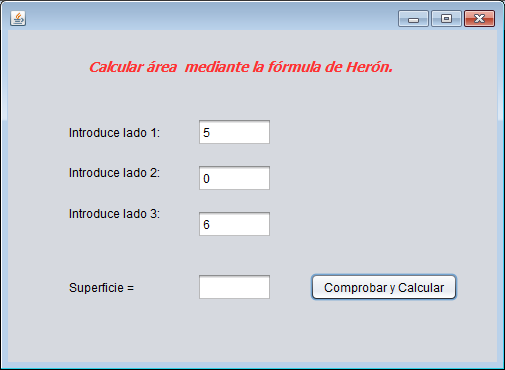 Calcular área  mediante la fórmula de Herón.
Introduce lado 1: 5
Introduce lado 2: 0
Introduce lado 3: 6
Superficie = Comprobar y Calcular